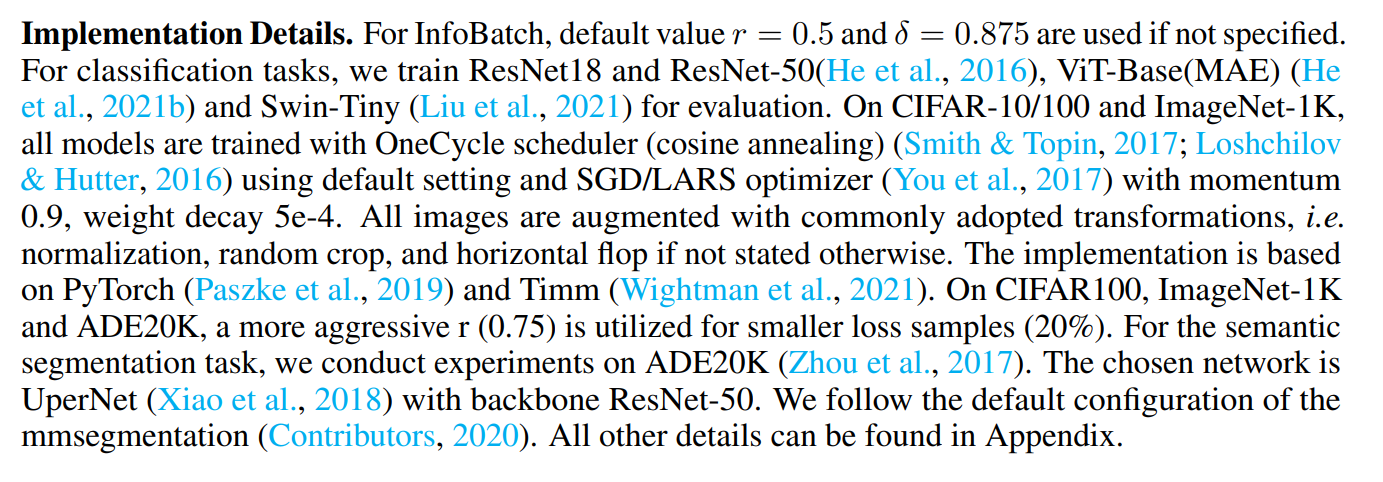 Implementation Details. For InfoBatch, default value r = 0.5 and δ = 0.875 are used if not specified.
For classification tasks, we train ResNet18 and ResNet-50(He et al., 2016), ViT-Base(MAE) (He
et al., 2021b) and Swin-Tiny (Liu et al., 2021) for evaluation. On CIFAR-10/100 and ImageNet-1K,
all models are trained with OneCycle scheduler (cosine annealing) (Smith & Topin, 2017; Loshchilov
& Hutter, 2016) using default setting and SGD/LARS optimizer (You et al., 2017) with momentum
0.9, weight decay 5e-4. All images are augmented with commonly adopted transformations, i.e.
normalization, random crop, and horizontal flop if not stated otherwise. The implementation is based
on PyTorch (Paszke et al., 2019) and Timm (Wightman et al., 2021). On CIFAR100, ImageNet-1K
and ADE20K, a more aggressive r (0.75) is utilized for smaller loss samples (20%). For the semantic
segmentation task, we conduct experiments on ADE20K (Zhou et al., 2017). The chosen network is
UperNet (Xiao et al., 2018) with backbone ResNet-50. We follow the default configuration of the
mmsegmentation (Contributors, 2020). All other details can be found in Appendix.